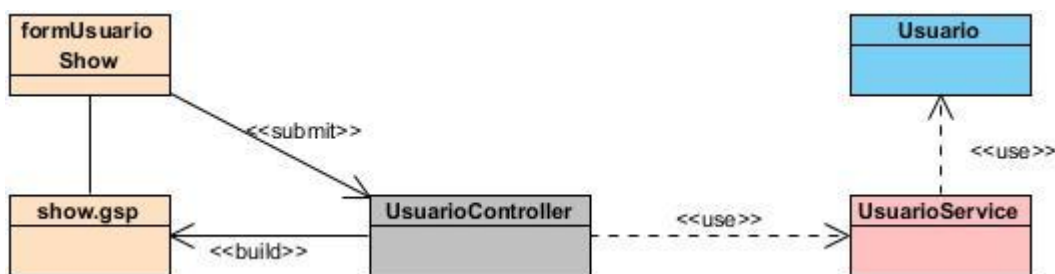 formUsuario
Show
Usuario
<<submit>>
<<use>>
show.gsp
UsuarioController
<<use>>
UsuarioService
<<build>>